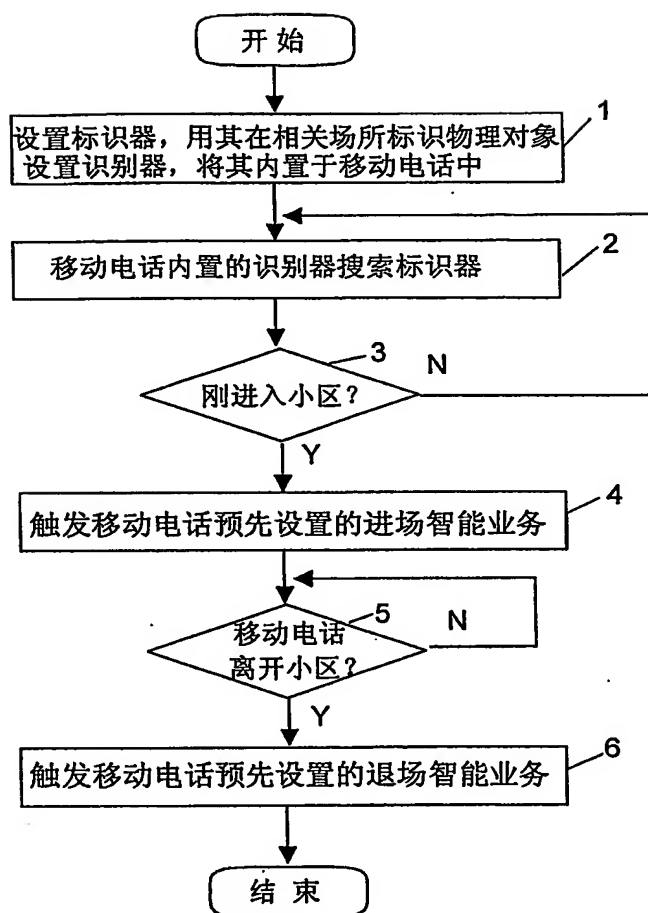 开始
1
设置标识器，用其在相关场所标识物理对象
设置识别器，将其内置于移动电话中
2
移动电话内置的识别器搜索标识器
3
N
刚进入小区？
Y
4
触发移动电话预先设置的进场智能业务
5
N
移动电话
离开小区？
Y
6
触发移动电话预先设置的退场智能业务
结束